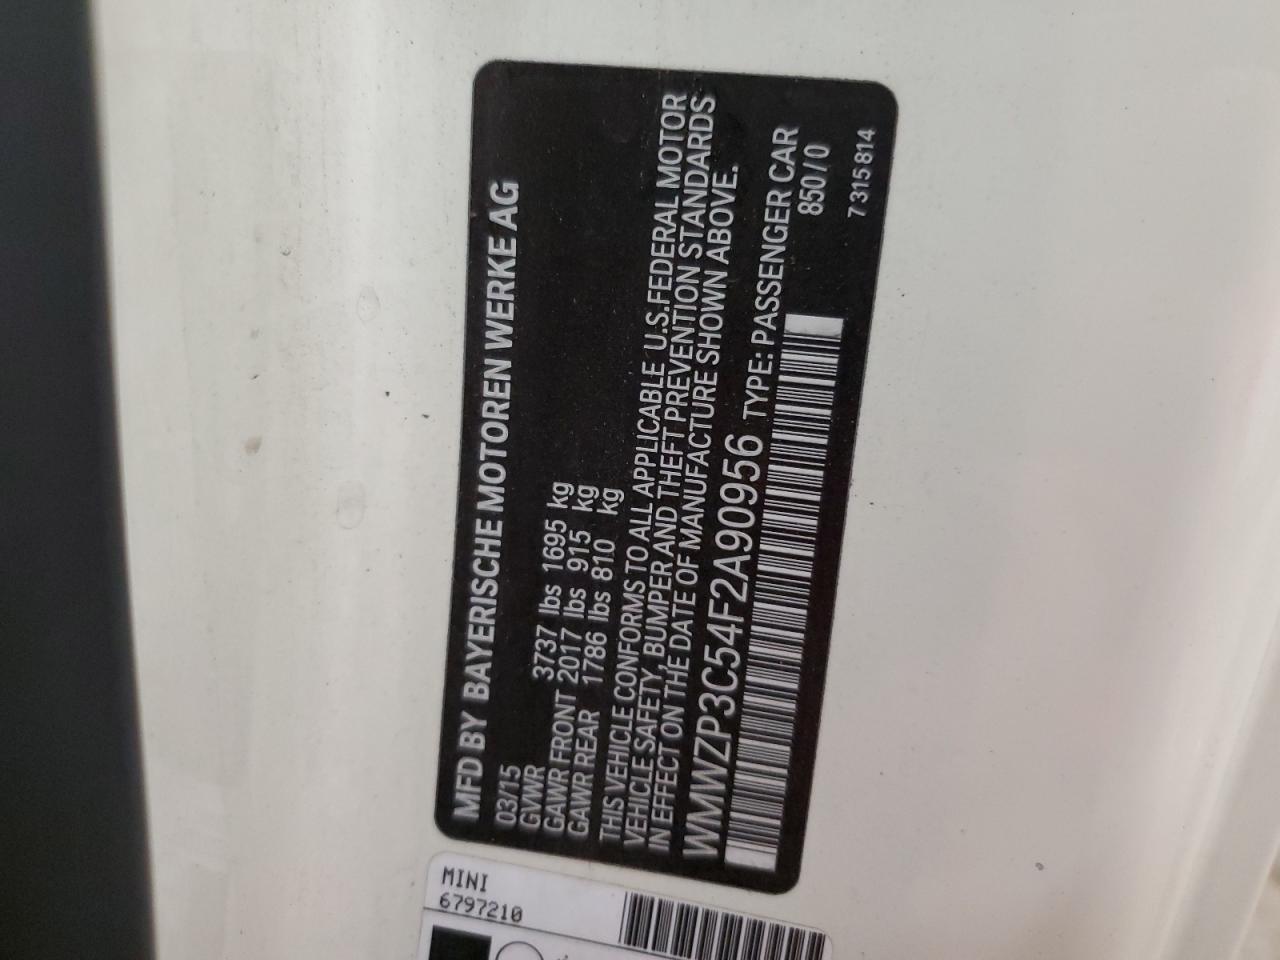 MFD BY BAYERISCHE MOTOREN WERKE AG
03/15
GVWR 3737 lbs 1695 kg
GAWR FRONT 2017 lbs 915 kg
GAWR REAR 1786 lbs 810 kg
THIS VEHICLE CONFORMS TO ALL APPLICABLE U.S.FEDERAL MOTOR
VEHICLE SAFETY, BUMPER AND THEFT PREVENTION STANDARDS
IN EFFECT ON THE DATE OF MANUFACTURE SHOWN ABOVE.
WMWZP3C54F2A90956 TYPE: PASSENGER CAR
850/0
7 315 814
MINI
6797210